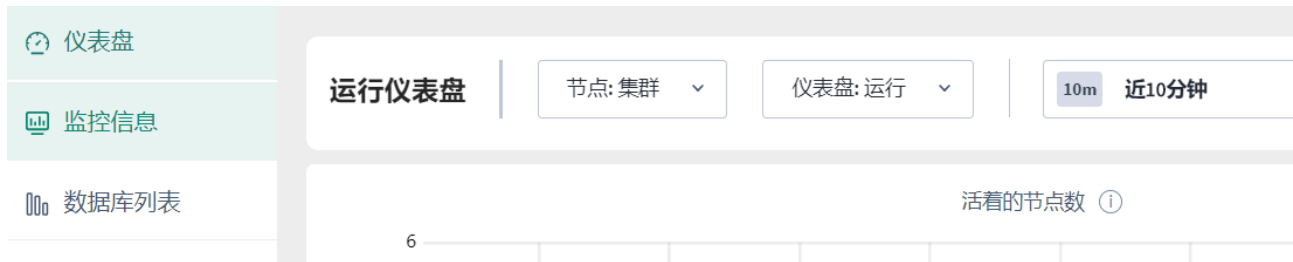 仪表盘
监控信息
数据库列表
运行仪表盘 节点: 集群 仪表盘: 运行 10m 近10分钟
活着的节点数
6